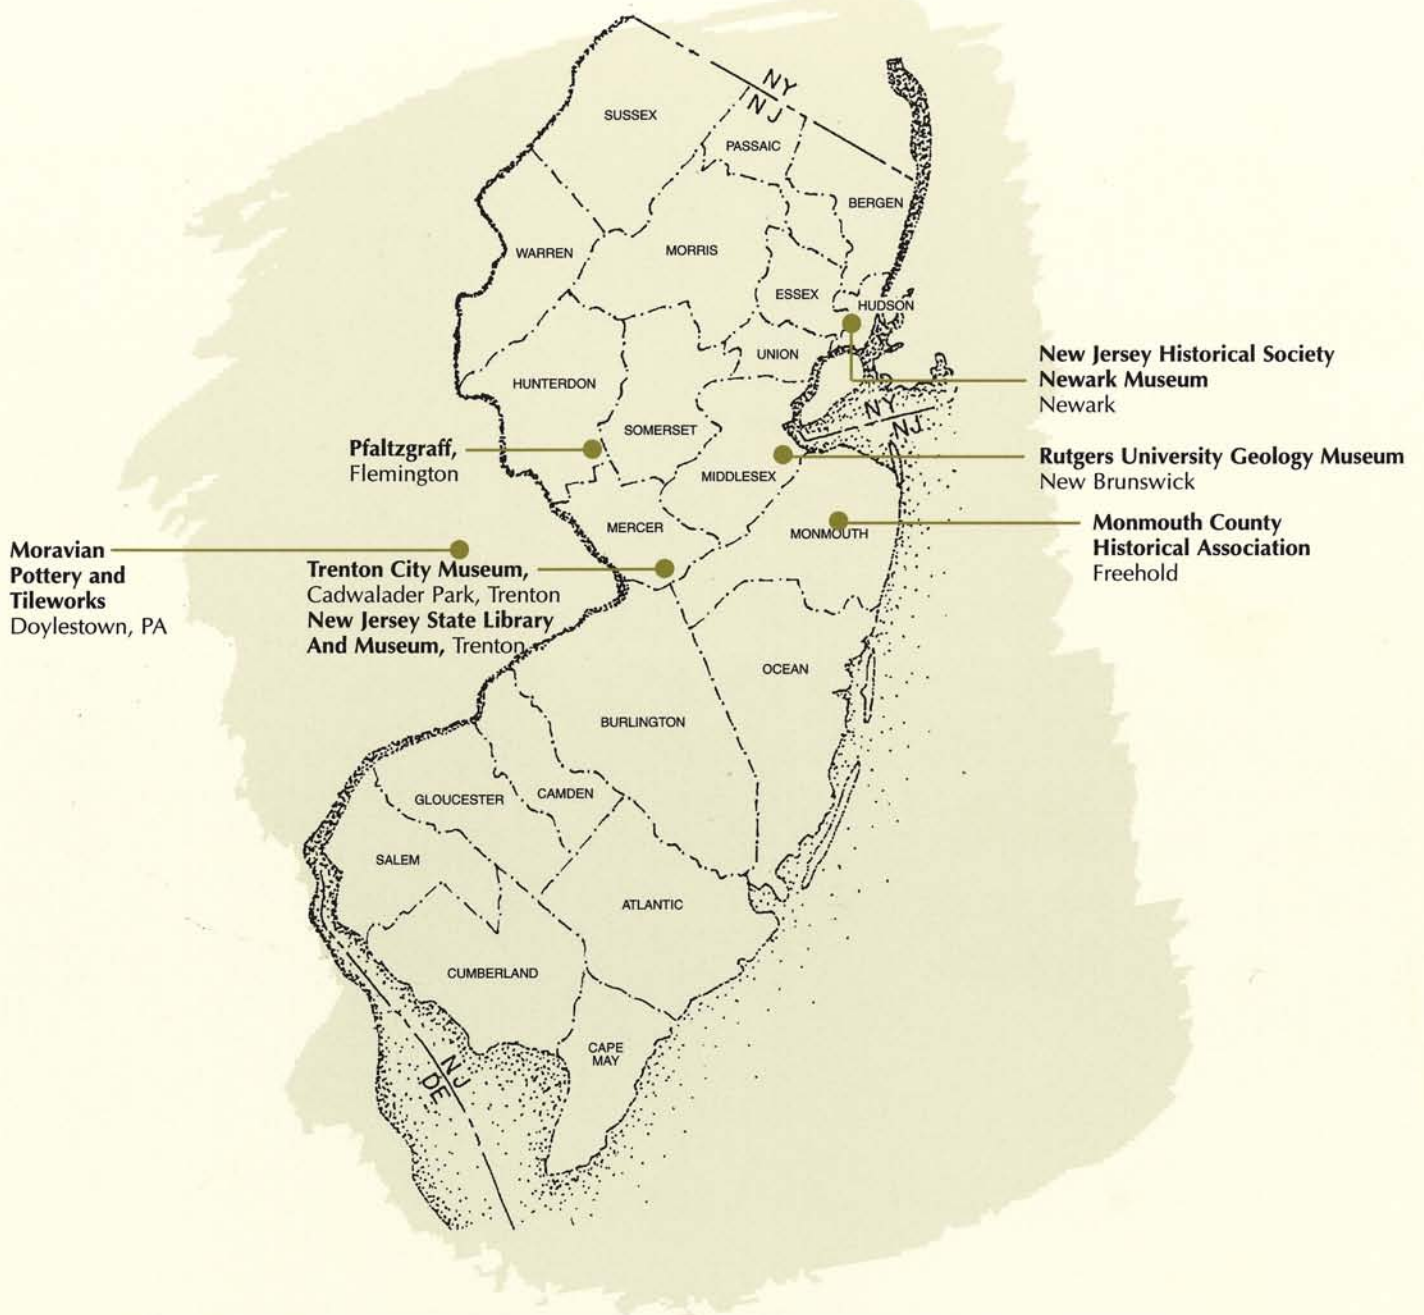 NY
NJ
SUSSEX
PASSAIC
BERGEN
WARREN
MORRIS
ESSEX
HUDSON
UNION
HUNTERDON
SOMERSET
NY
NJ
MIDDLESEX
MERCER
MONMOUTH
OCEAN
BURLINGTON
GLOUCESTER
CAMDEN
SALEM
ATLANTIC
CUMBERLAND
CAPE
MAY
NJ
DE
New Jersey Historical Society
Newark Museum
Newark
Pfaltzgraff,
Flemington
Rutgers University Geology Museum
New Brunswick
Monmouth County
Historical Association
Freehold
Moravian
Pottery and
Tileworks
Doylestown, PA
Trenton City Museum,
Cadwalader Park, Trenton
New Jersey State Library
And Museum, Trenton